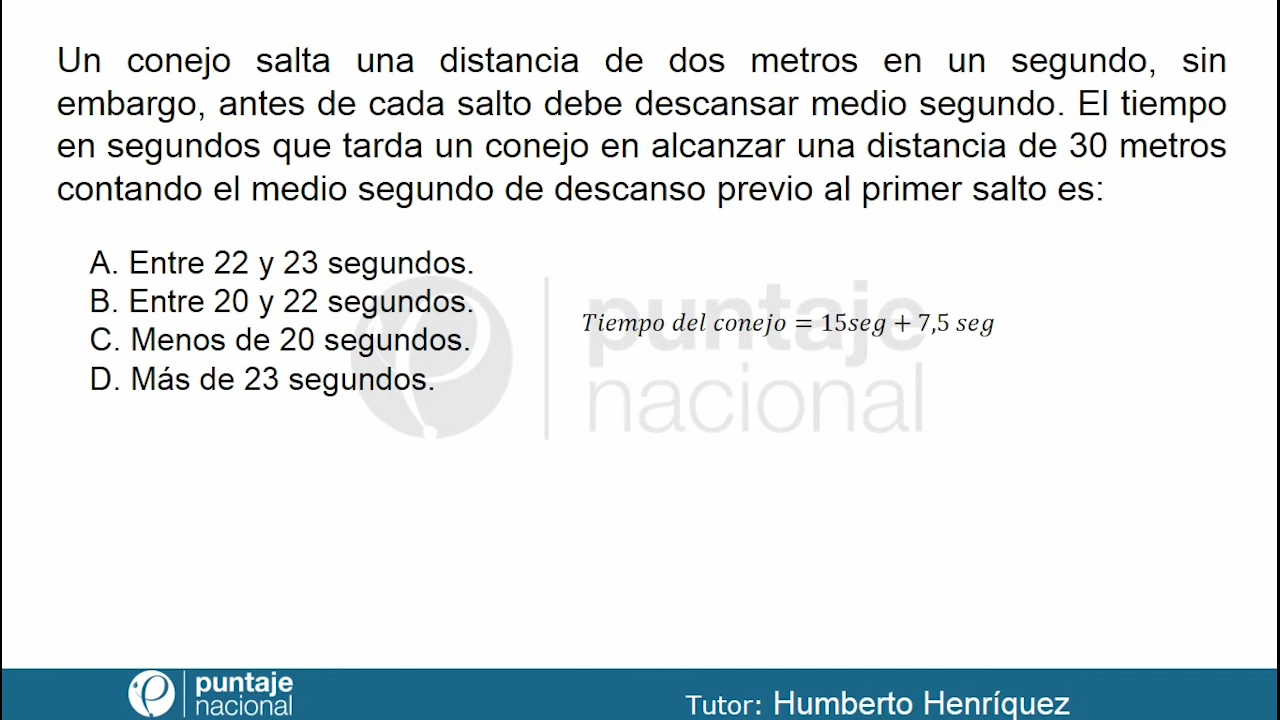 Un conejo salta una distancia de dos metros en un segundo, sin
embargo, antes de cada salto debe descansar medio segundo. El tiempo
en segundos que tarda un conejo en alcanzar una distancia de 30 metros
contando el medio segundo de descanso previo al primer salto es:
A. Entre 22 y 23 segundos.
B. Entre 20 y 22 segundos.
C. Menos de 20 segundos.
D. Más de 23 segundos.
Tiempo del conejo = 15seg + 7,5 seg
puntaje
nacional
puntaje
nacional
Tutor: Humberto Henríquez